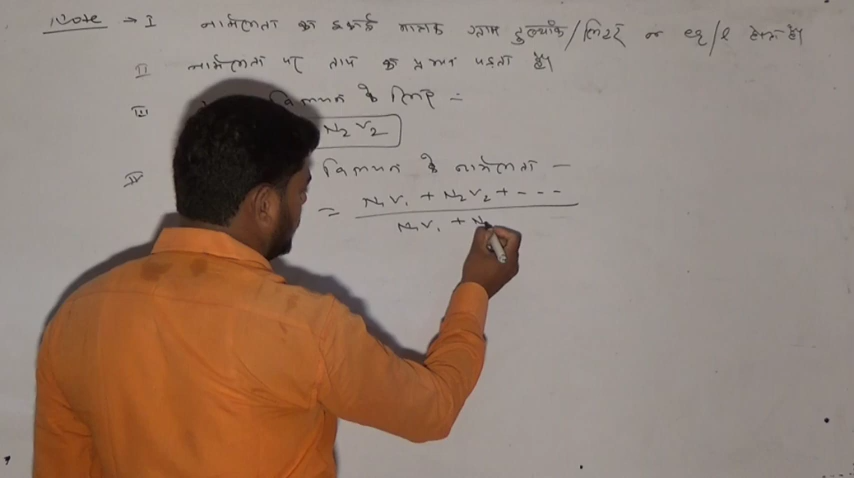 Note → I नार्मलता का इकाई मात्रक ग्राम तुल्यांक/लिटर or eq/l होता है।
II नार्मलता पर ताप का प्रभाव पड़ता है।
III विलयन के लिए =
N₂V₂
IV विलयन के नार्मलता –
= N₁V₁ + N₂V₂ + - - -
N₁V₁ + N